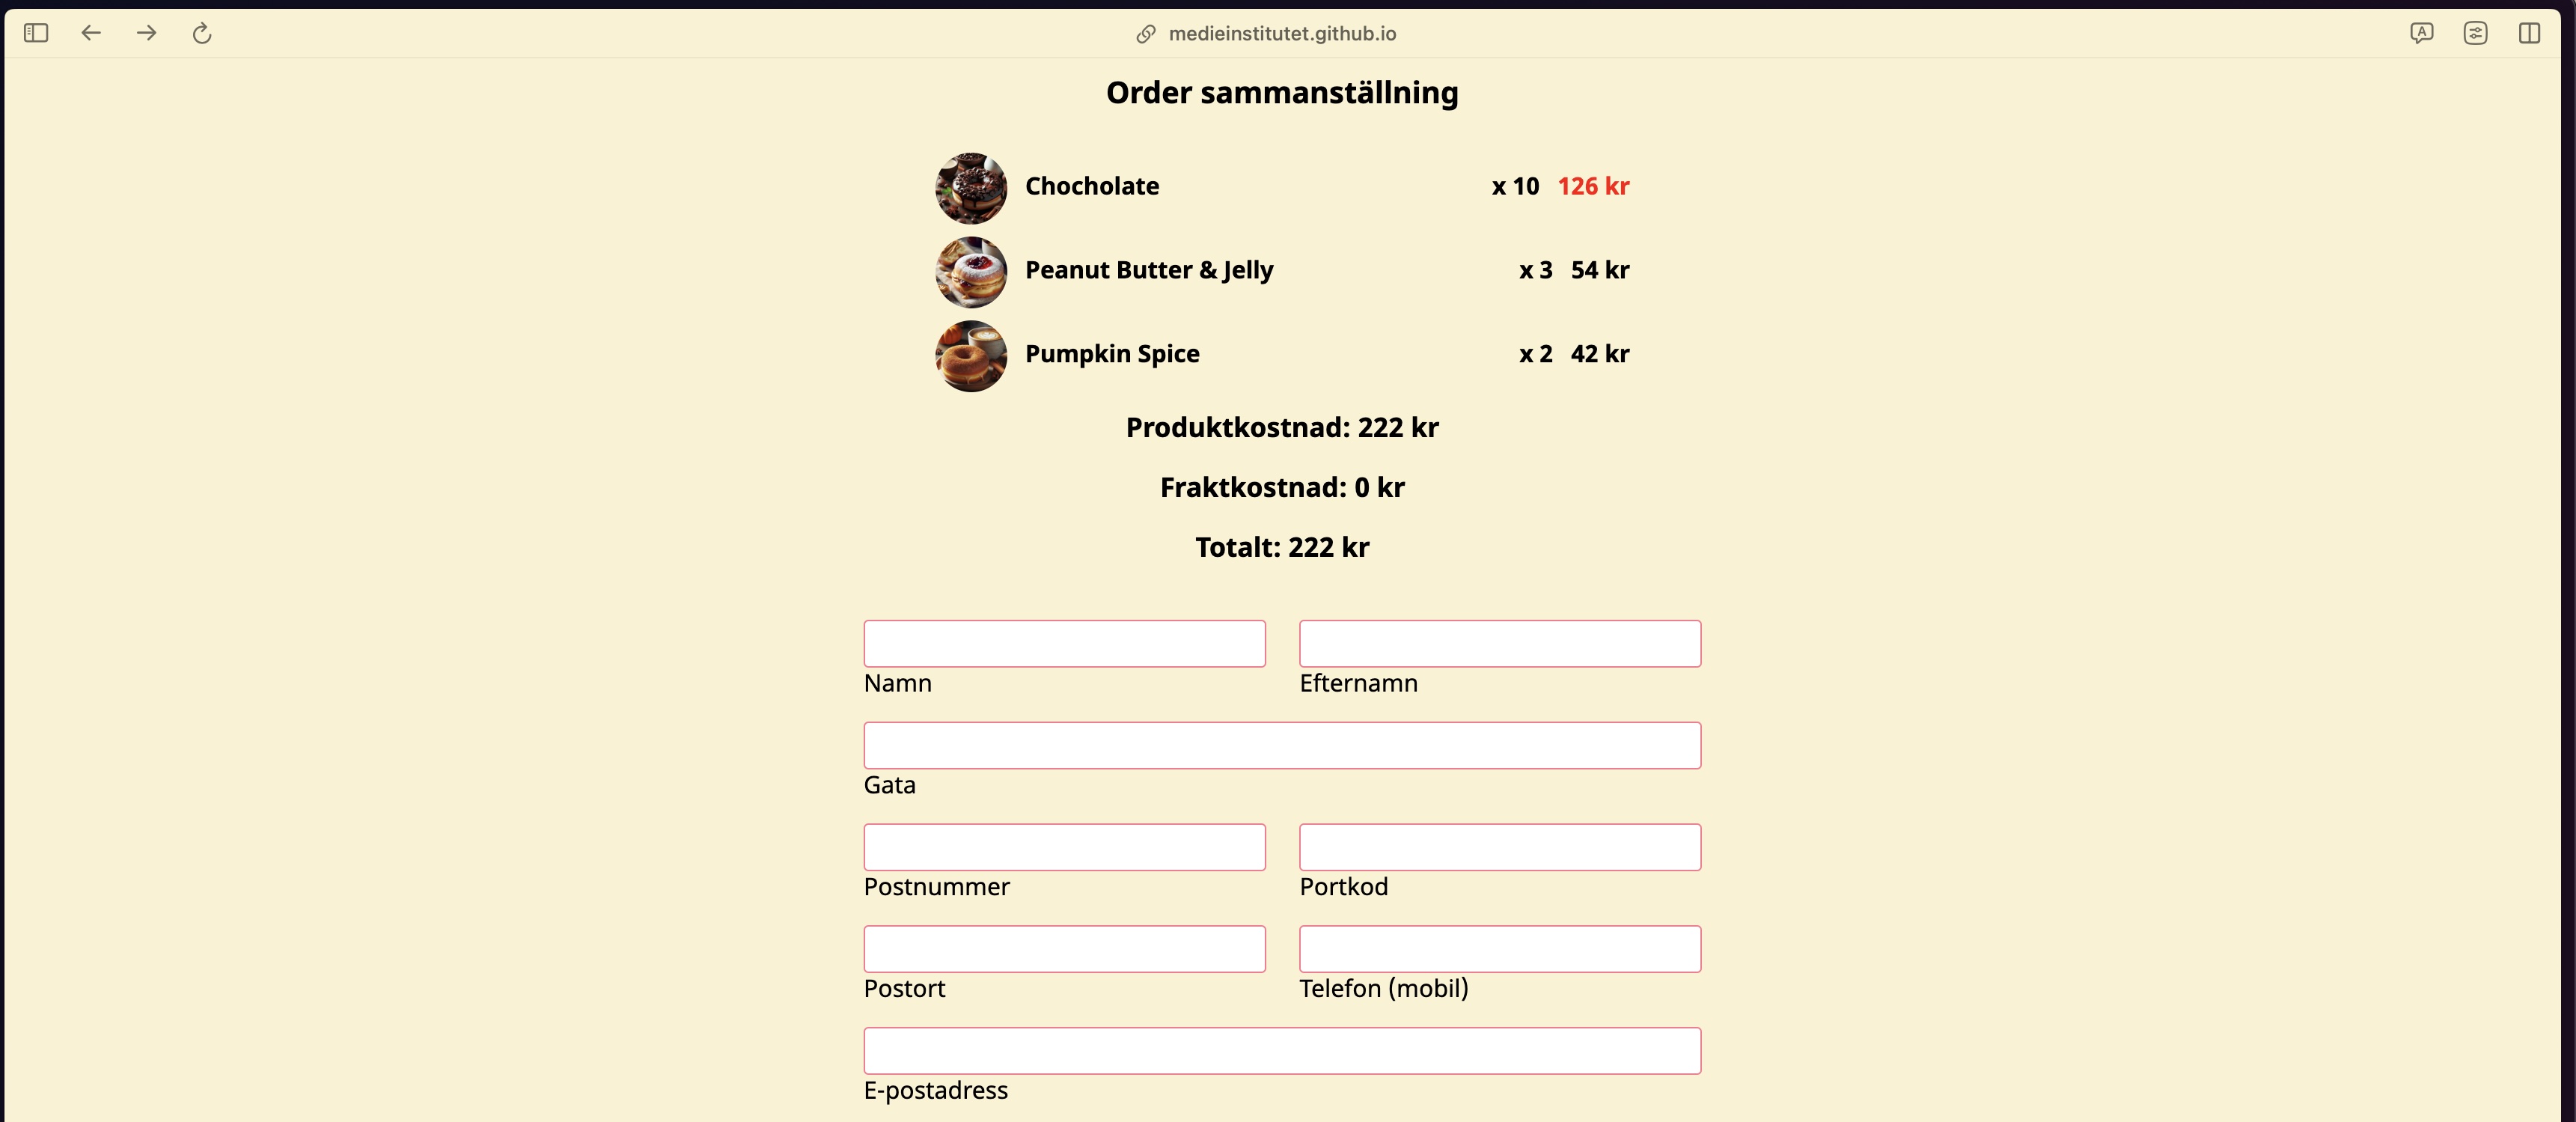 medieinstitutet.github.io
Order sammanställning
Chocholate x 10 126 kr
Peanut Butter & Jelly x 3 54 kr
Pumpkin Spice x 2 42 kr
Produktkostnad: 222 kr
Fraktkostnad: 0 kr
Totalt: 222 kr
Namn Efternamn
Gata
Postnummer Portkod
Postort Telefon (mobil)
E-postadress